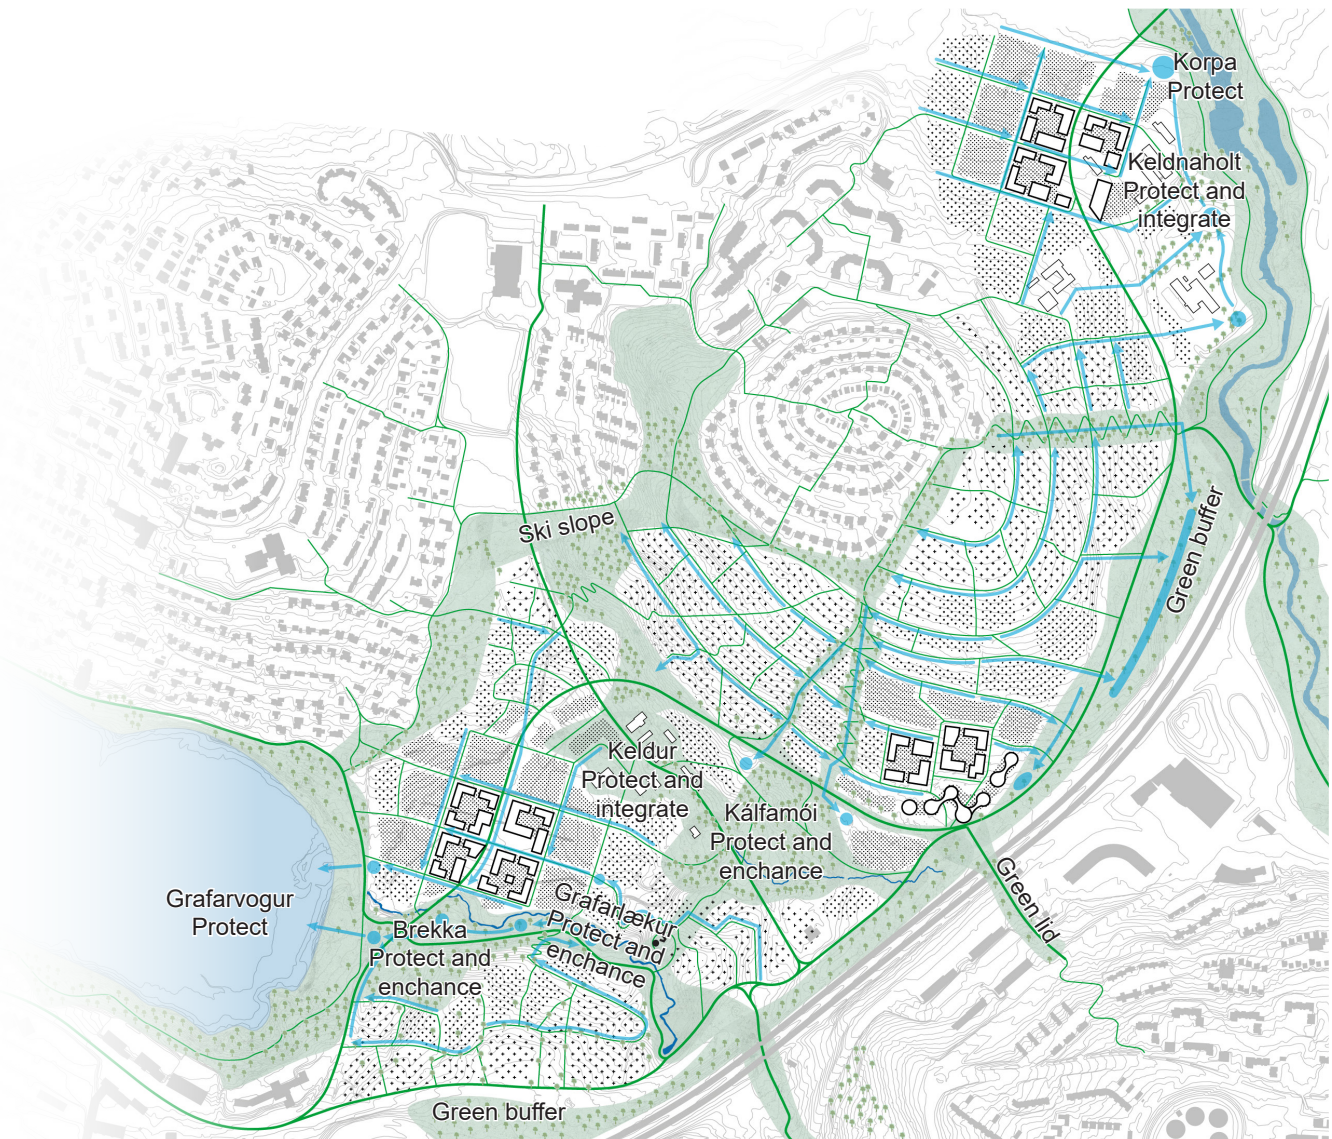 Korpa
Protect
Keldnaholt
Protect and
integrate
Ski slope
Green buffer
Keldur
Protect and
integrate
Kálfamói
Protect and
enchance
Grafarvogur
Protect
Brekka
Protect and
enchance
Grafarlækur
Protect and
enchance
Green lid
Green buffer